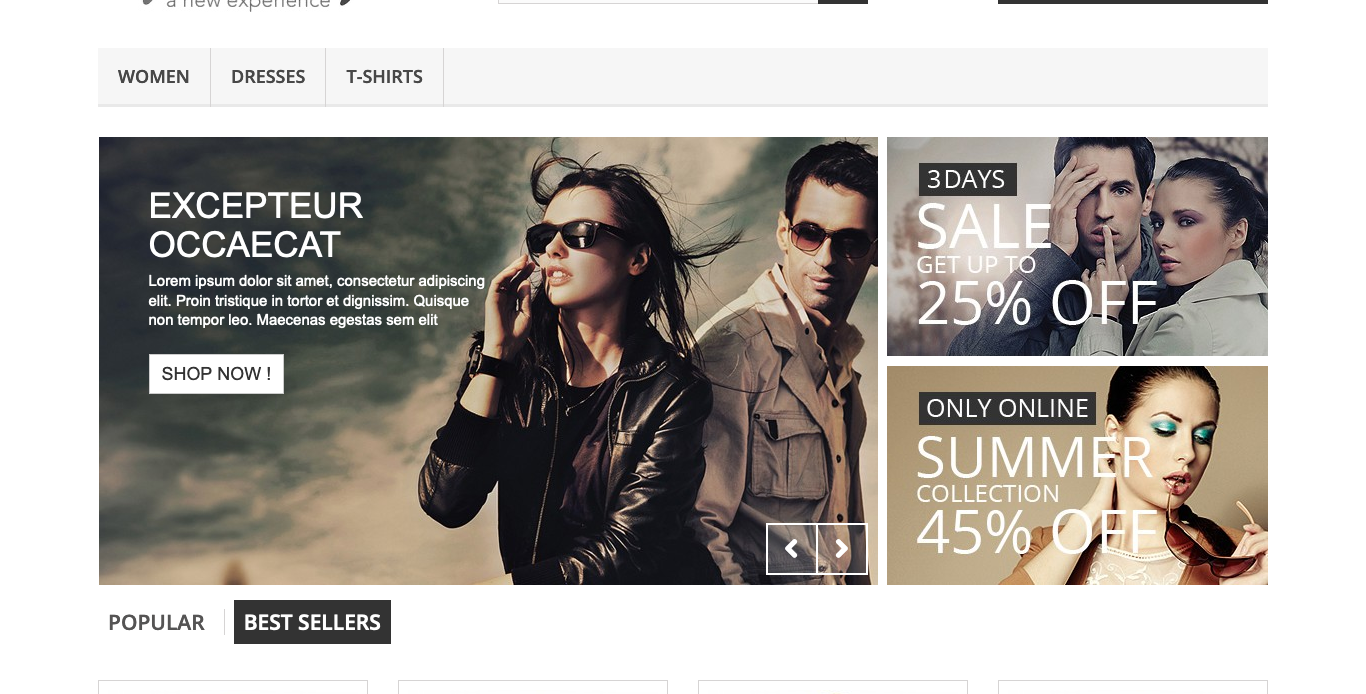 a new experience
WOMEN
DRESSES
T-SHIRTS
EXCEPTEUR
OCCAECAT
Lorem ipsum dolor sit amet, consectetur adipiscing
elit. Proin tristique in tortor et dignissim. Quisque
non tempor leo. Maecenas egestas sem elit
SHOP NOW !
3 DAYS
SALE
GET UP TO
25% OFF
ONLY ONLINE
SUMMER
COLLECTION
45% OFF
POPULAR
BEST SELLERS